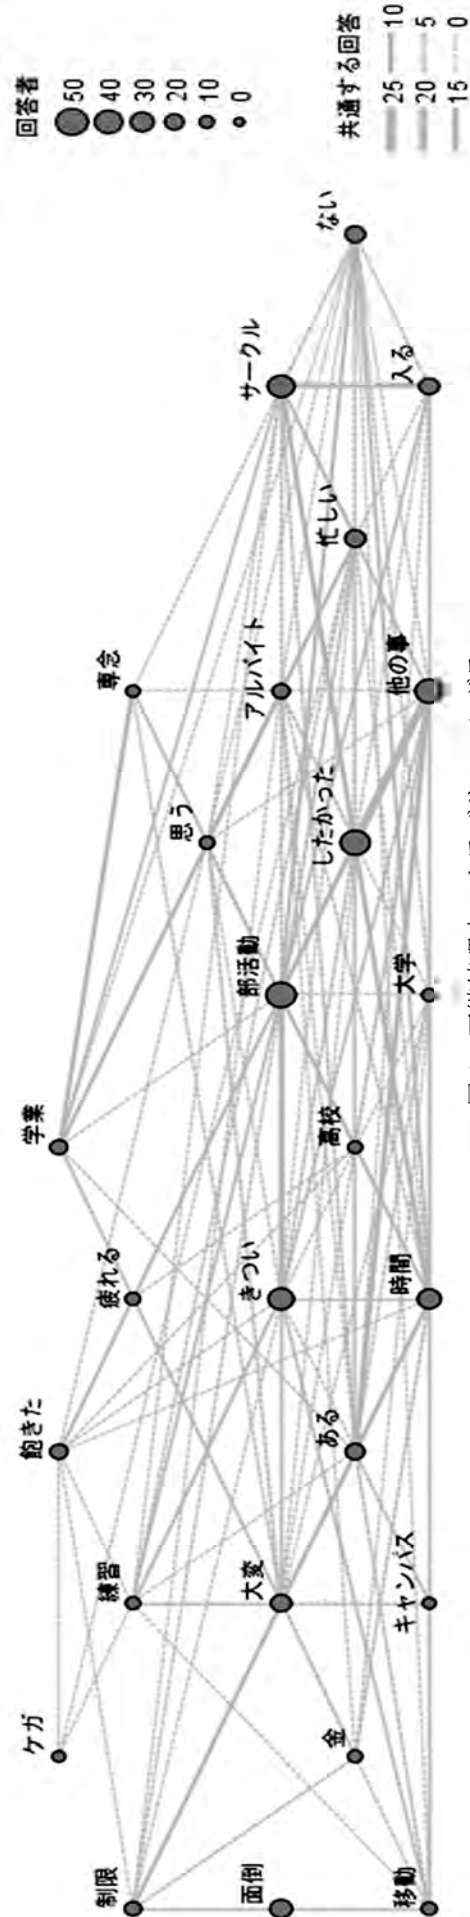 回答者
50
40
30
20
10
0
共通する回答
25 10
20 5
15 0
ない
サークル
入る
忙しい
専念
アルバイト
他の事
思う
したかった
部活動
大学
学業
高校
疲れる
きつい
時間
飽きた
ある
練習
大変
キャンパス
ケガ
金
制限
面倒
移動